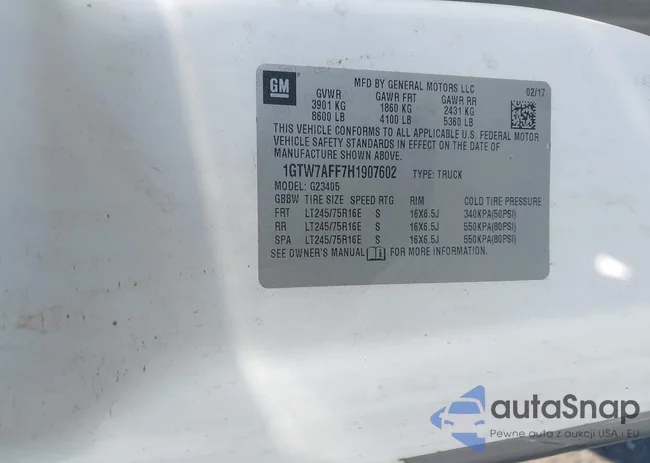 GM
MFD BY GENERAL MOTORS LLC
02/17
GVWR GAWR FRT GAWR RR
3901 KG 1860 KG 2431 KG
8600 LB 4100 LB 5360 LB
THIS VEHICLE CONFORMS TO ALL APPLICABLE U.S. FEDERAL MOTOR
VEHICLE SAFETY STANDARDS IN EFFECT ON THE DATE OF
MANUFACTURE SHOWN ABOVE.
1GTW7AFF7H1907602 TYPE: TRUCK
MODEL: G23405
GBBW TIRE SIZE SPEED RTG RIM COLD TIRE PRESSURE
FRT LT245/75R16E S 16X6.5J 340KPA(50PSI)
RR LT245/75R16E S 16X6.5J 550KPA(80PSI)
SPA LT245/75R16E S 16X6.5J 550KPA(80PSI)
SEE OWNER'S MANUAL FOR MORE INFORMATION.
autaSnap
Pewne auta z aukcji USA i EU